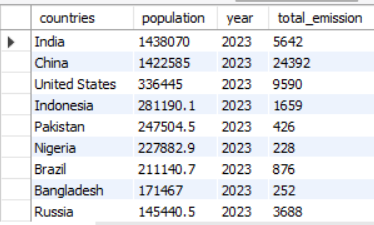 countries population year total_emission
India 1438070 2023 5642
China 1422585 2023 24392
United States 336445 2023 9590
Indonesia 281190.1 2023 1659
Pakistan 247504.5 2023 426
Nigeria 227882.9 2023 228
Brazil 211140.7 2023 876
Bangladesh 171467 2023 252
Russia 145440.5 2023 3688